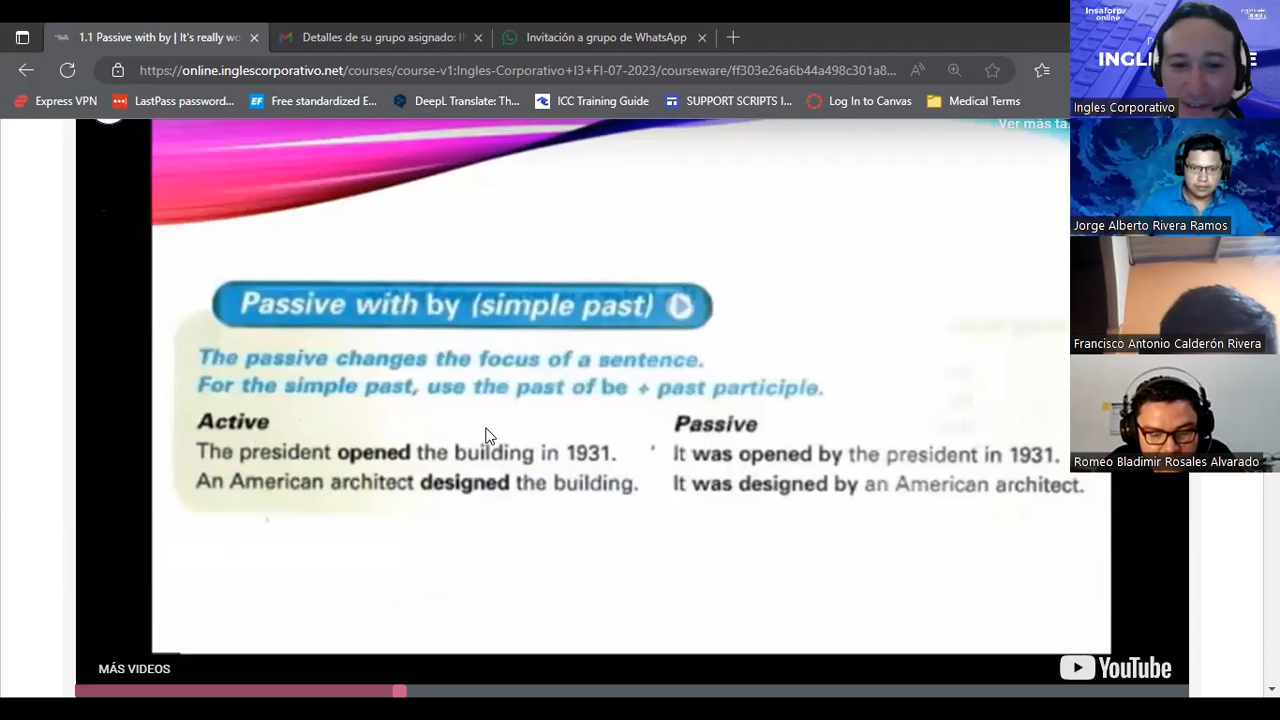 1.1 Passive with by | It's really wo
Detalles de su grupo asignado: IN
Invitación a grupo de WhatsApp
https://online.inglescorporativo.net/courses/course-v1:Ingles-Corporativo+I3+FI-07-2023/courseware/ff303e26a6b44a498c301a8...
Express VPN
LastPass password...
Free standardized E...
DeepL Translate: Th...
ICC Training Guide
SUPPORT SCRIPTS I...
Log In to Canvas
Medical Terms
Ver más ta
Passive with by (simple past)
The passive changes the focus of a sentence.
For the simple past, use the past of be + past participle.
Active
Passive
The president opened the building in 1931.
It was opened by the president in 1931.
An American architect designed the building.
It was designed by an American architect.
MÁS VIDEOS
YouTube
Insaforp
online
INGL
E
Ingles Corporativo
Jorge Alberto Rivera Ramos
Francisco Antonio Calderón Rivera
Romeo Bladimir Rosales Alvarado